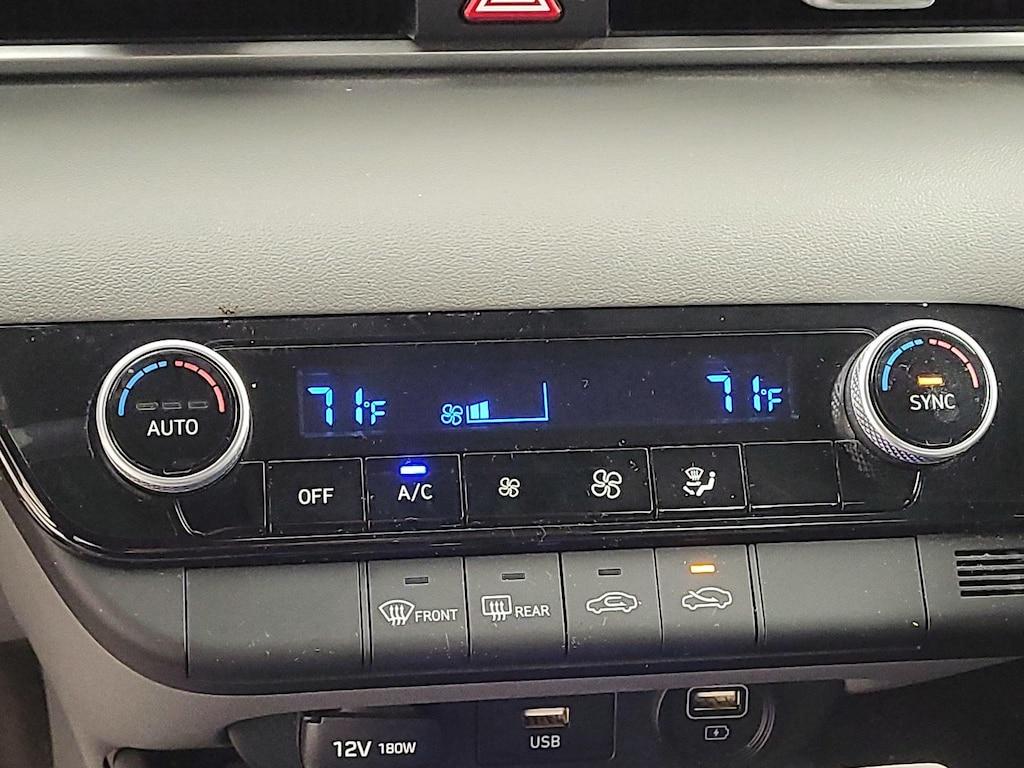 71°F 71°F
AUTO SYNC
OFF A/C
FRONT REAR
12V 180W USB